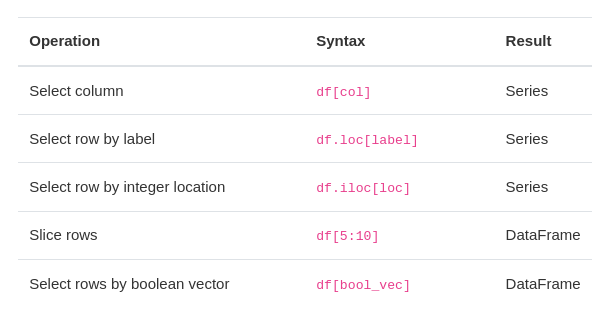 Operation Syntax Result
Select column df[col] Series
Select row by label df.loc[label] Series
Select row by integer location df.iloc[loc] Series
Slice rows df[5:10] DataFrame
Select rows by boolean vector df[bool_vec] DataFrame